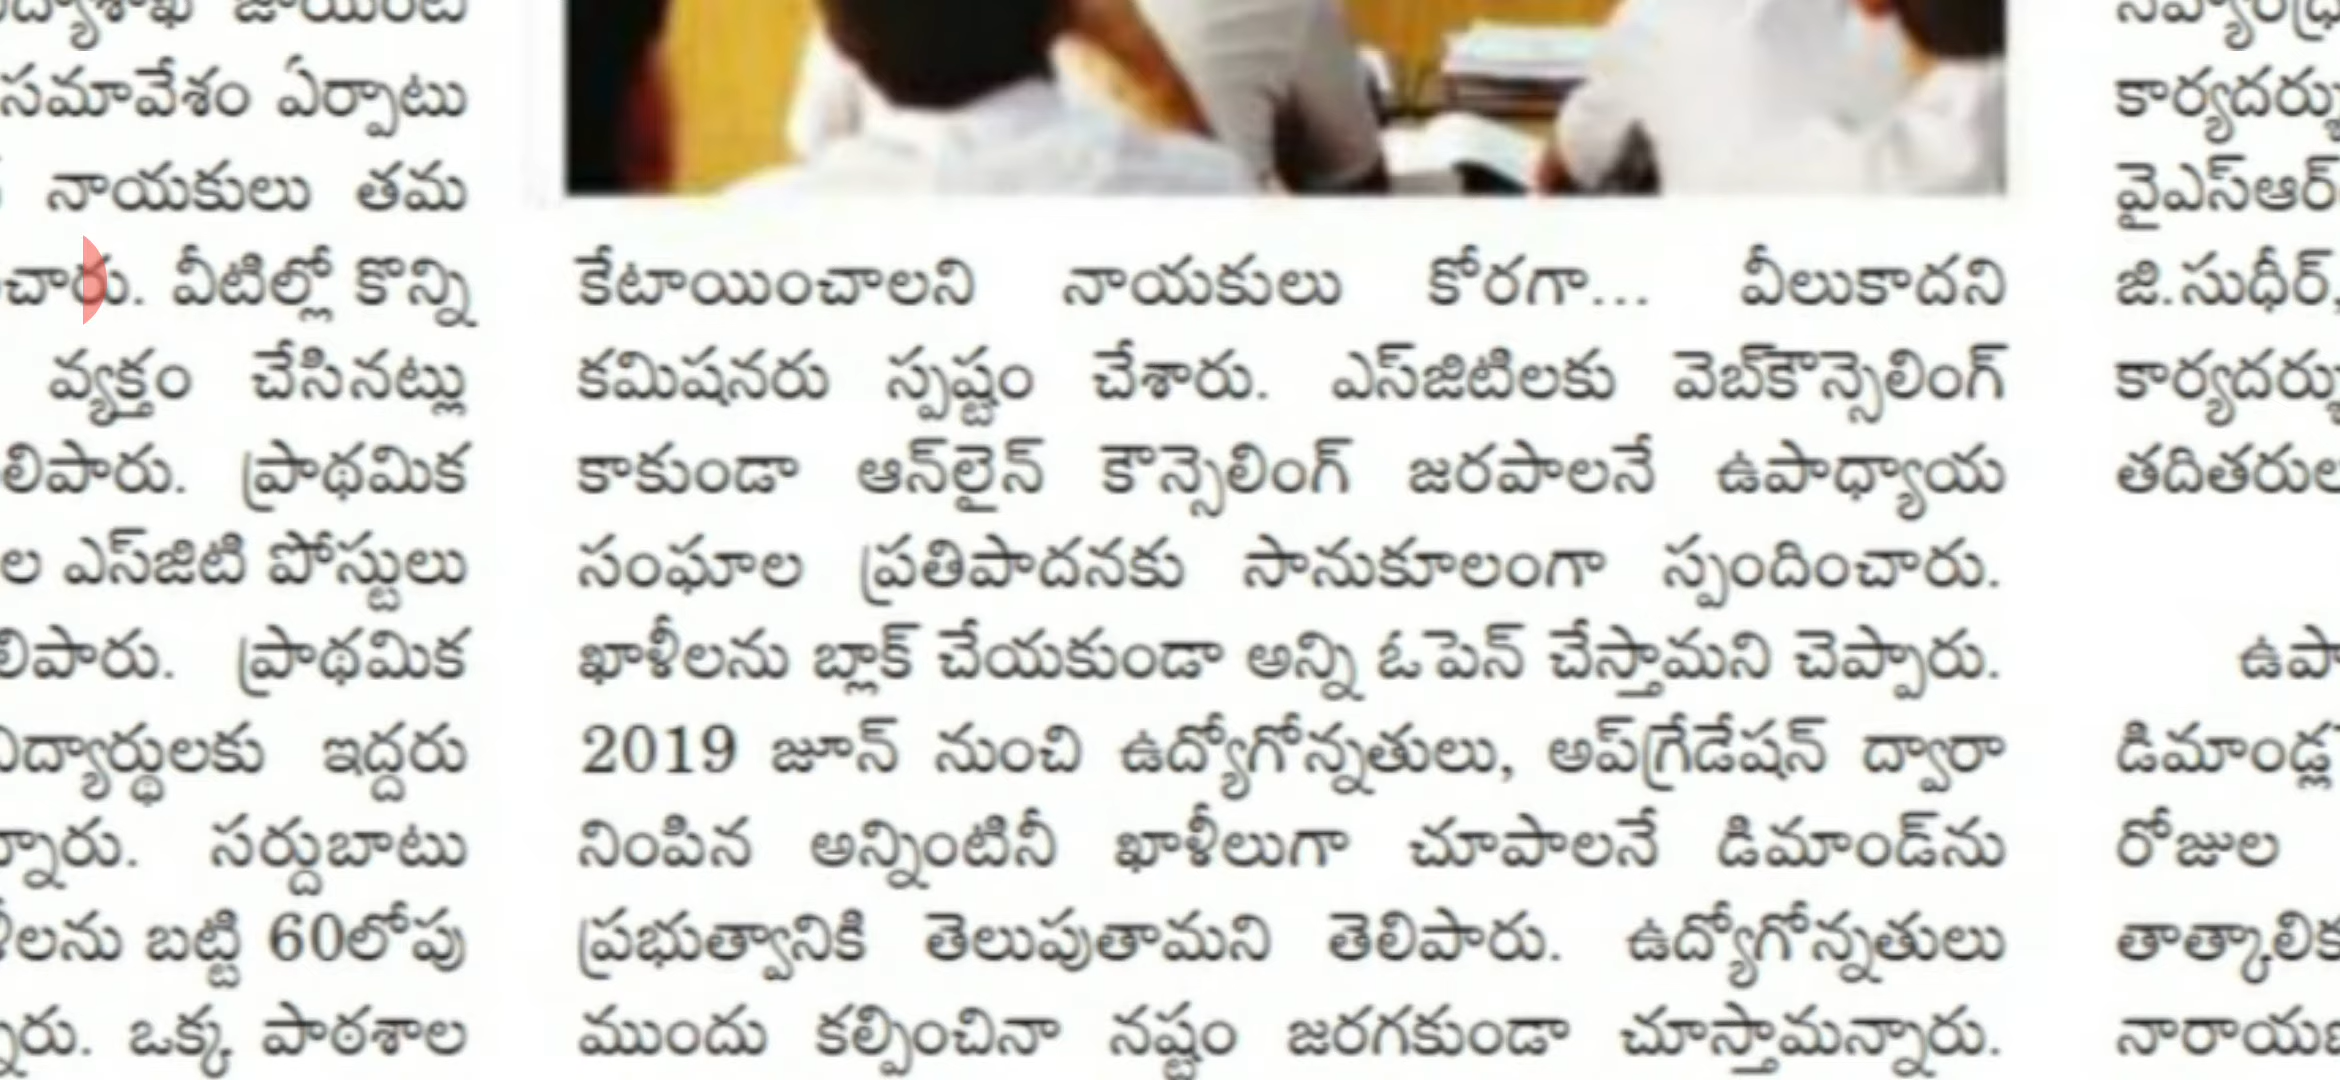 సమావేశం ఏర్పాటు
నాయకులు తమ
వీటిల్లో కొన్ని
వ్యక్తం చేసినట్లు
ప్రాథమిక
ల ఎస్‌జిటి పోస్టులు
ప్రాథమిక
ఇద్దరు
సర్దుబాటు
బట్టి 60లోపు
ఒక్క పాఠశాల
కేటాయించాలని నాయకులు కోరగా... వీలుకాదని
కమిషనరు స్పష్టం చేశారు. ఎస్‌జిటిలకు వెబ్‌కౌన్సెలింగ్
కాకుండా ఆన్‌లైన్ కౌన్సెలింగ్ జరపాలనే ఉపాధ్యాయ
సంఘాల ప్రతిపాదనకు సానుకూలంగా స్పందించారు.
ఖాళీలను బ్లాక్ చేయకుండా అన్ని ఓపెన్ చేస్తామని చెప్పారు.
2019 జూన్ నుంచి ఉద్యోగోన్నతులు, అప్‌గ్రేడేషన్ ద్వారా
నింపిన అన్నింటినీ ఖాళీలుగా చూపాలనే డిమాండ్‌ను
ప్రభుత్వానికి తెలుపుతామని తెలిపారు. ఉద్యోగోన్నతులు
ముందు కల్పించినా నష్టం జరగకుండా చూస్తామన్నారు.
వైఎస్ఆర్
జి.సుధీర్,
రోజుల